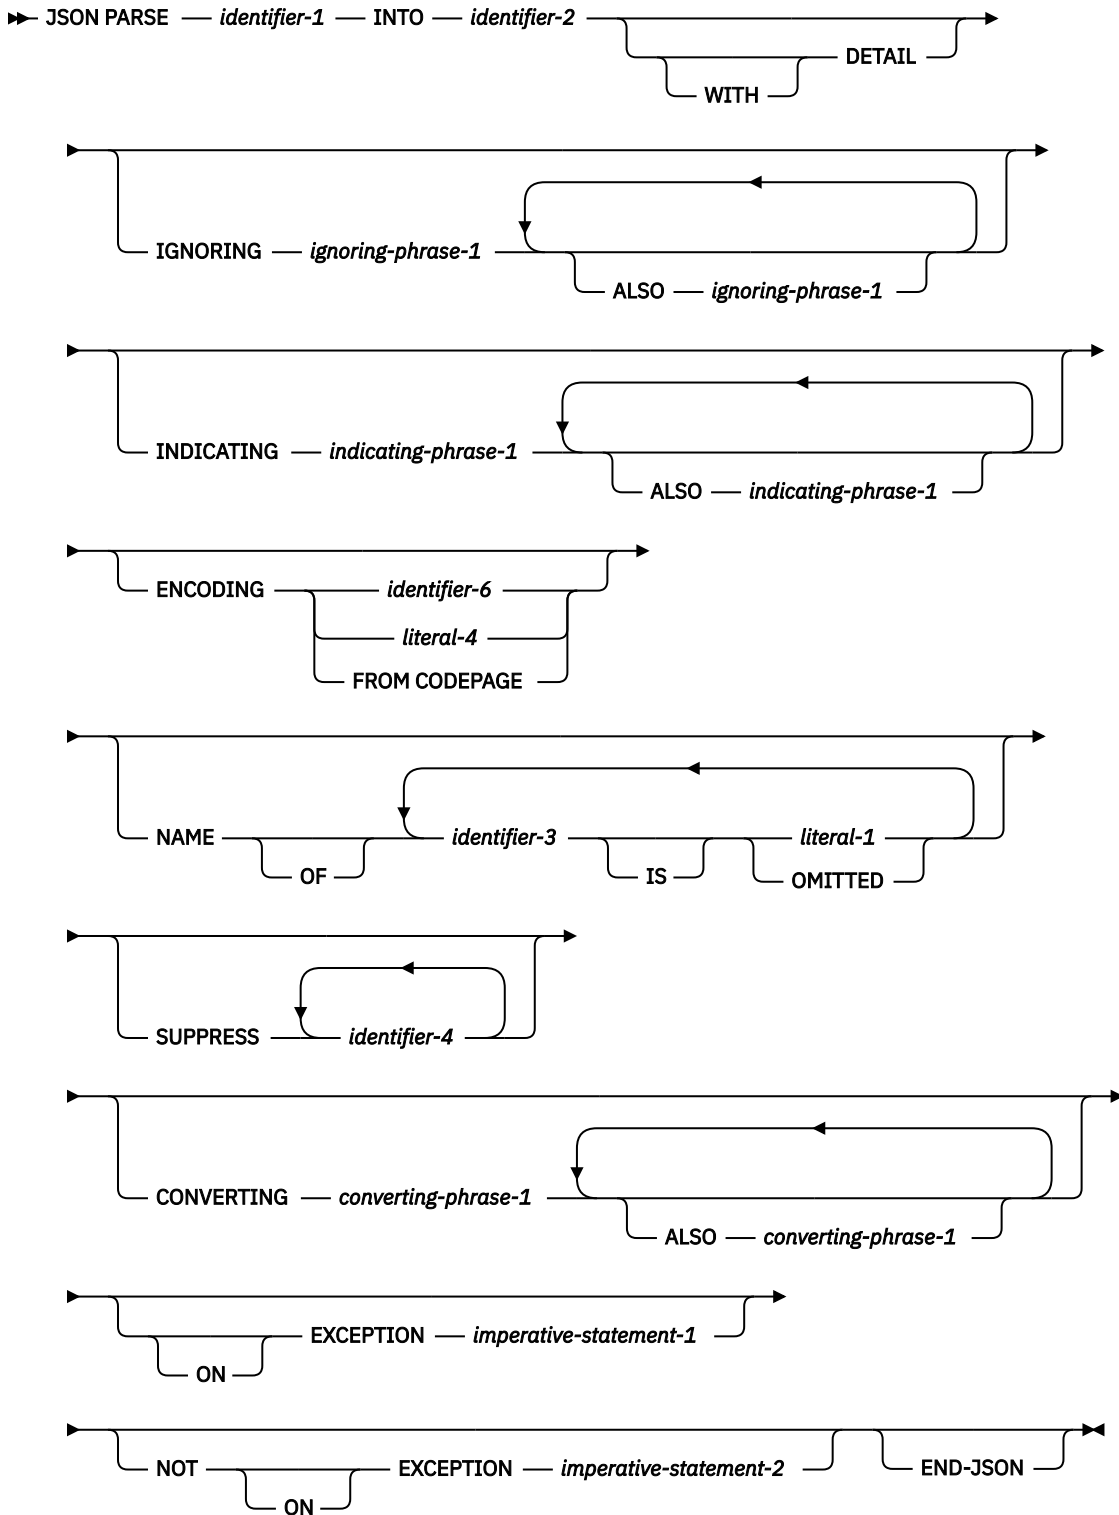 JSON PARSE identifier-1 INTO identifier-2
DETAIL
WITH
IGNORING ignoring-phrase-1
ALSO ignoring-phrase-1
INDICATING indicating-phrase-1
ALSO indicating-phrase-1
ENCODING identifier-6
literal-4
FROM CODEPAGE
NAME identifier-3 literal-1
OF IS OMITTED
SUPPRESS identifier-4
CONVERTING converting-phrase-1
ALSO converting-phrase-1
EXCEPTION imperative-statement-1
ON
NOT EXCEPTION imperative-statement-2 END-JSON
ON